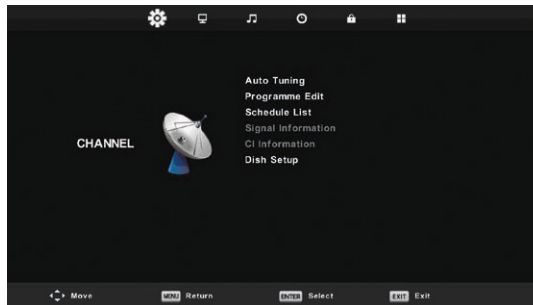 Auto Tuning
Programme Edit
Schedule List
Signal Information
CI Information
Dish Setup
CHANNEL
Move MENU Return ENTER Select EXIT Exit